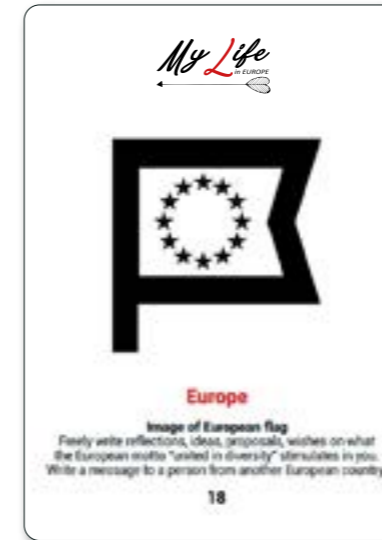 My Life
in EUROPE
Europe
Image of European flag
Freely write reflections, ideas, proposals, wishes on what
the European motto "united in diversity" stimulates in you.
Write a message to a person from another European country
18